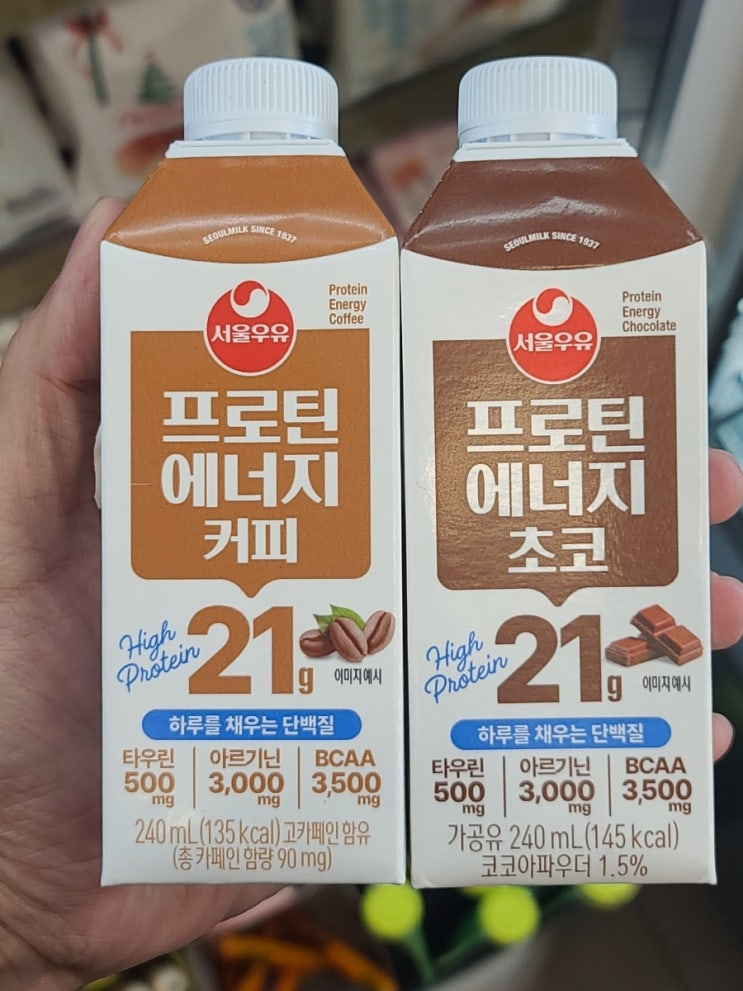 SEOULMILK SINCE 1937
서울우유
Protein
Energy
Coffee
프로틴
에너지
커피
High
Protein
21g
이미지예시
하루를 채우는 단백질
타우린
500mg
아르기닌
3,000mg
BCAA
3,500mg
240 mL(135 kcal) 고카페인 함유
(총 카페인 함량 90 mg)
SEOULMILK SINCE 1937
서울우유
Protein
Energy
Chocolate
프로틴
에너지
초코
High
Protein
21g
이미지예시
하루를 채우는 단백질
타우린
500mg
아르기닌
3,000mg
BCAA
3,500mg
가공유 240 mL(145 kcal)
코코아파우더 1.5%